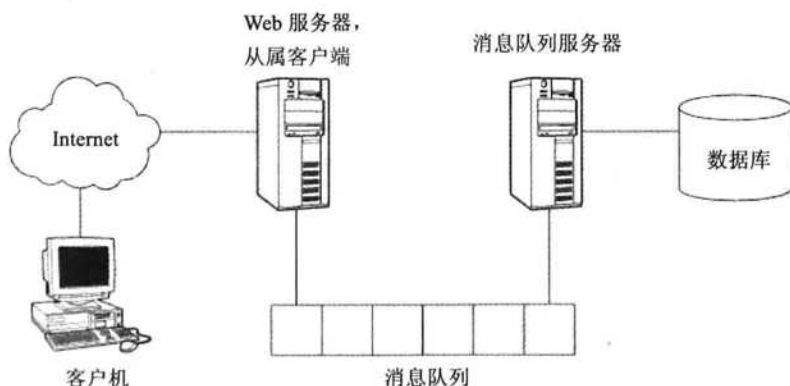 Web 服务器，
从属客户端
消息队列服务器
Internet
数据库
客户机
消息队列